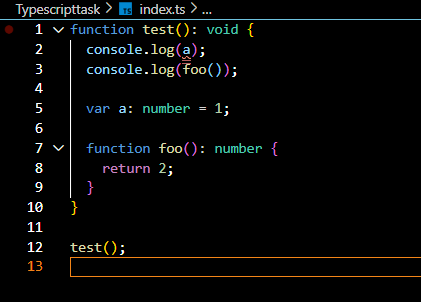 Typescripttask > TS index.ts > ...
1 function test(): void {
2   console.log(a);
3   console.log(foo());
4
5   var a: number = 1;
6
7   function foo(): number {
8     return 2;
9   }
10 }
11
12 test();
13